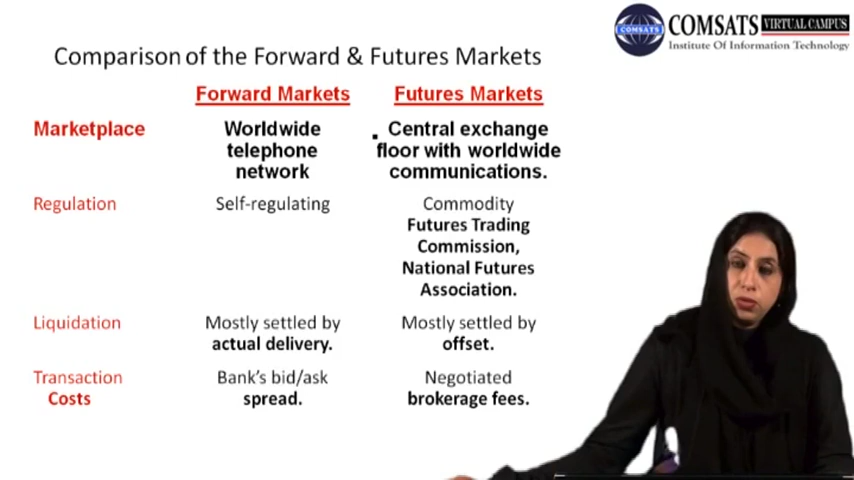 COMSATS
COMSATS VIRTUAL CAMPUS
Institute Of Information Technology
Comparison of the Forward & Futures Markets
Forward Markets Futures Markets
Marketplace Worldwide Central exchange
telephone floor with worldwide
network communications.
Regulation Self-regulating Commodity
Futures Trading
Commission,
National Futures
Association.
Liquidation Mostly settled by Mostly settled by
actual delivery. offset.
Transaction Bank's bid/ask Negotiated
Costs spread. brokerage fees.